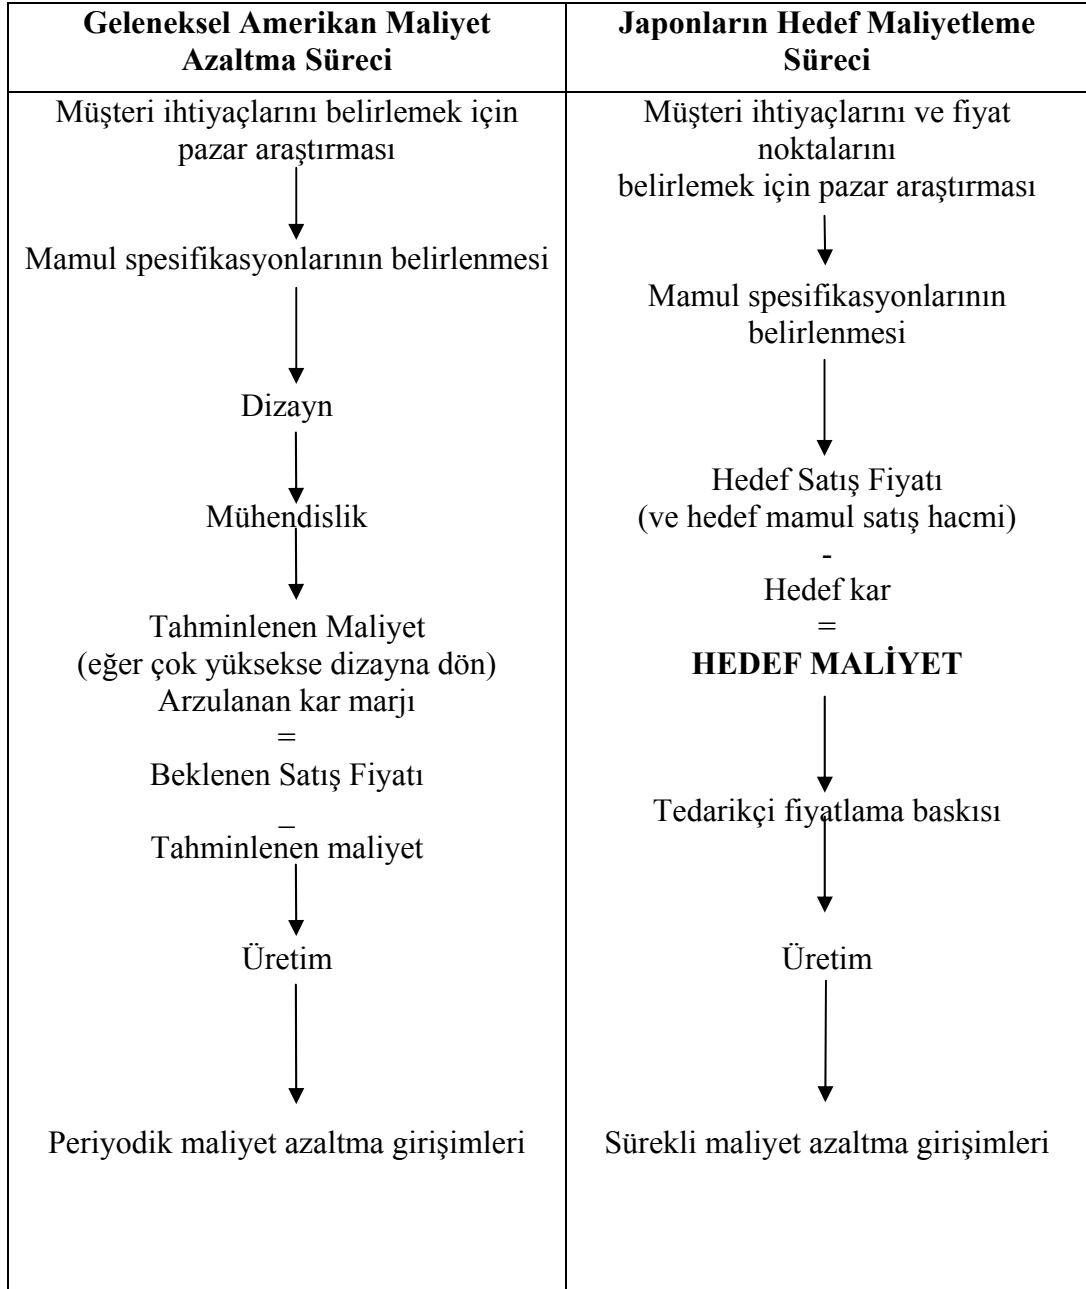 Geleneksel Amerikan Maliyet
Azaltma Süreci
Müşteri ihtiyaçlarını belirlemek için
pazar araştırması
Mamul spesifikasyonlarının belirlenmesi
Dizayn
Mühendislik
Tahminlenen Maliyet
(eğer çok yüksekse dizayna dön)
Arzulanan kar marjı
=
Beklenen Satış Fiyatı
_
Tahminlenen maliyet
Üretim
Periyodik maliyet azaltma girişimleri
Japonların Hedef Maliyetleme
Süreci
Müşteri ihtiyaçlarını ve fiyat
noktalarını
belirlemek için pazar araştırması
Mamul spesifikasyonlarının
belirlenmesi
Hedef Satış Fiyatı
(ve hedef mamul satış hacmi)
-
Hedef kar
=
HEDEF MALİYET
Tedarikçi fiyatlama baskısı
Üretim
Sürekli maliyet azaltma girişimleri